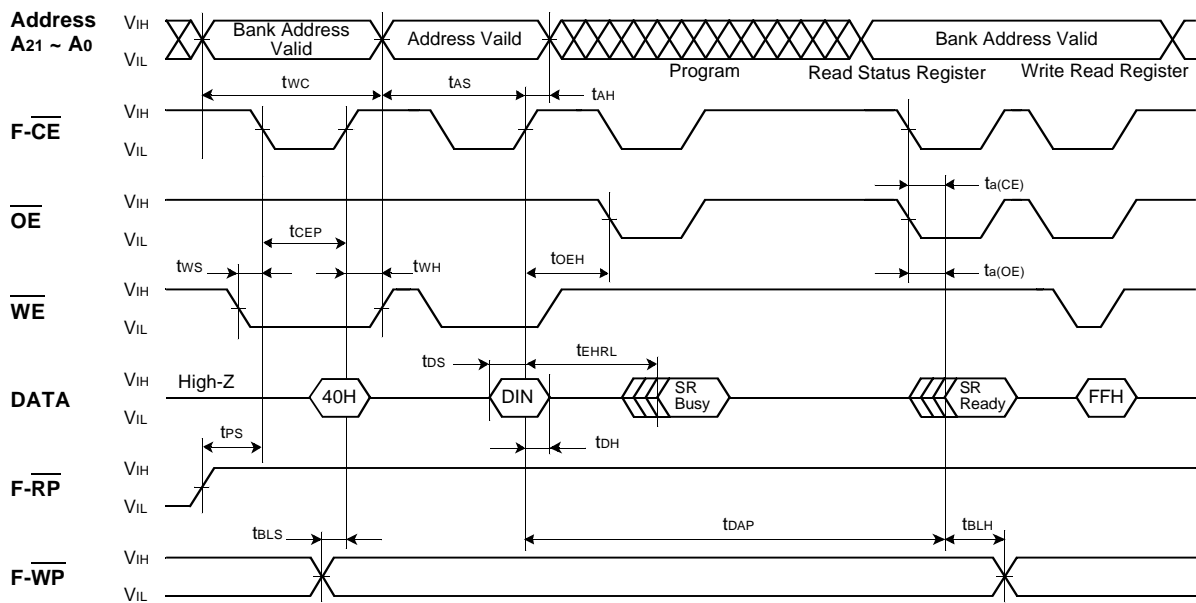 Address
A21 ~ A0
VIH
VIL
Bank Address
Valid
Address Vaild
Bank Address Valid
Program
Read Status Register
Write Read Register
tWC
tAS
tAH
F-CE
VIH
VIL
ta(CE)
OE
VIH
VIL
tCEP
tWS
tWH
tOEH
ta(OE)
WE
VIH
VIL
tDS
tEHRL
DATA
VIH
VIL
High-Z
40H
DIN
SR
Busy
SR
Ready
FFH
tPS
tDH
F-RP
VIH
VIL
tBLS
tDAP
tBLH
F-WP
VIH
VIL